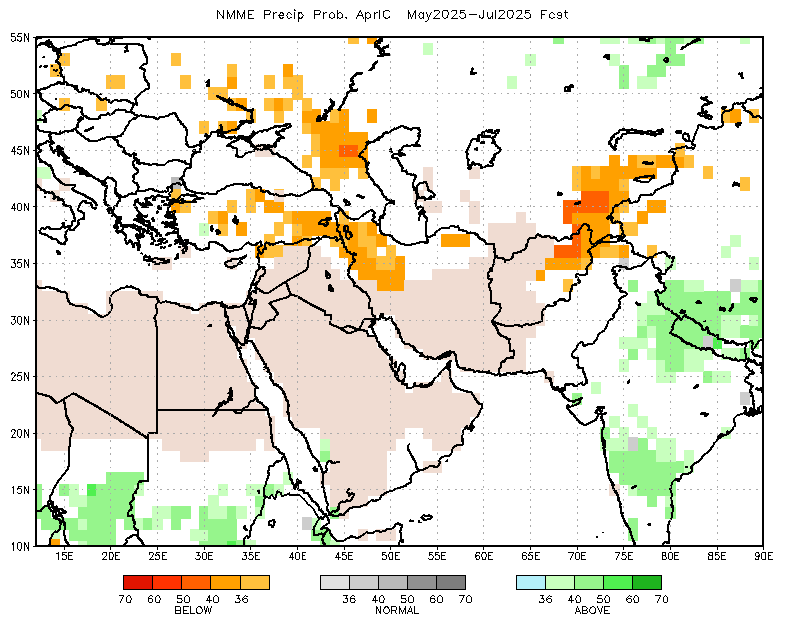 NMME Precip Prob. AprIC May2025-Jul2025 Fcst
55N
50N
45N
40N
35N
30N
25N
20N
15N
10N
15E 20E 25E 30E 35E 40E 45E 50E 55E 60E 65E 70E 75E 80E 85E 90E
70 60 50 40 36 36 40 50 60 70 36 40 50 60 70
BELOW NORMAL ABOVE